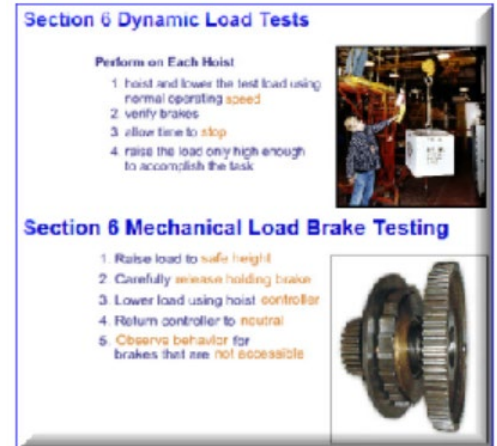 Section 6 Dynamic Load Tests
Perform on Each Hoist
1. hoist and lower the test load using
normal operating speed
2. verify brakes
3. allow time to stop
4. raise the load only high enough
to accomplish the task
Section 6 Mechanical Load Brake Testing
1. Raise load to safe height
2. Carefully release holding brake
3. Lower load using hoist controller
4. Return controller to neutral
5. Observe behavior for
brakes that are not accessible